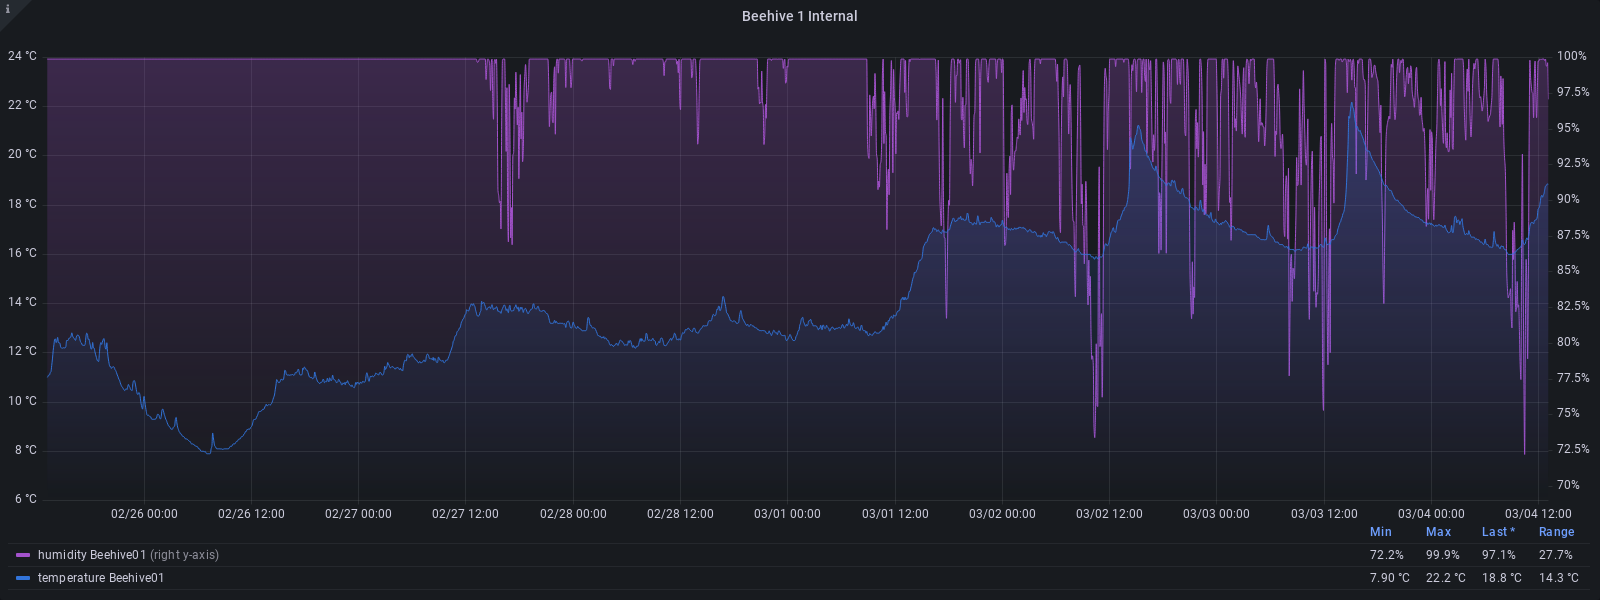 i
Beehive 1 Internal
24 °C 100%
22 °C 97.5%
20 °C 95%
18 °C 92.5%
16 °C 90%
14 °C 87.5%
12 °C 85%
10 °C 82.5%
8 °C 80%
6 °C 77.5%
75%
72.5%
70%
02/26 00:00 02/26 12:00 02/27 00:00 02/27 12:00 02/28 00:00 02/28 12:00 03/01 00:00 03/01 12:00 03/02 00:00 03/02 12:00 03/03 00:00 03/03 12:00 03/04 00:00 03/04 12:00
Min Max Last * Range
humidity Beehive01 (right y-axis) 72.2% 99.9% 97.1% 27.7%
temperature Beehive01 7.90 °C 22.2 °C 18.8 °C 14.3 °C